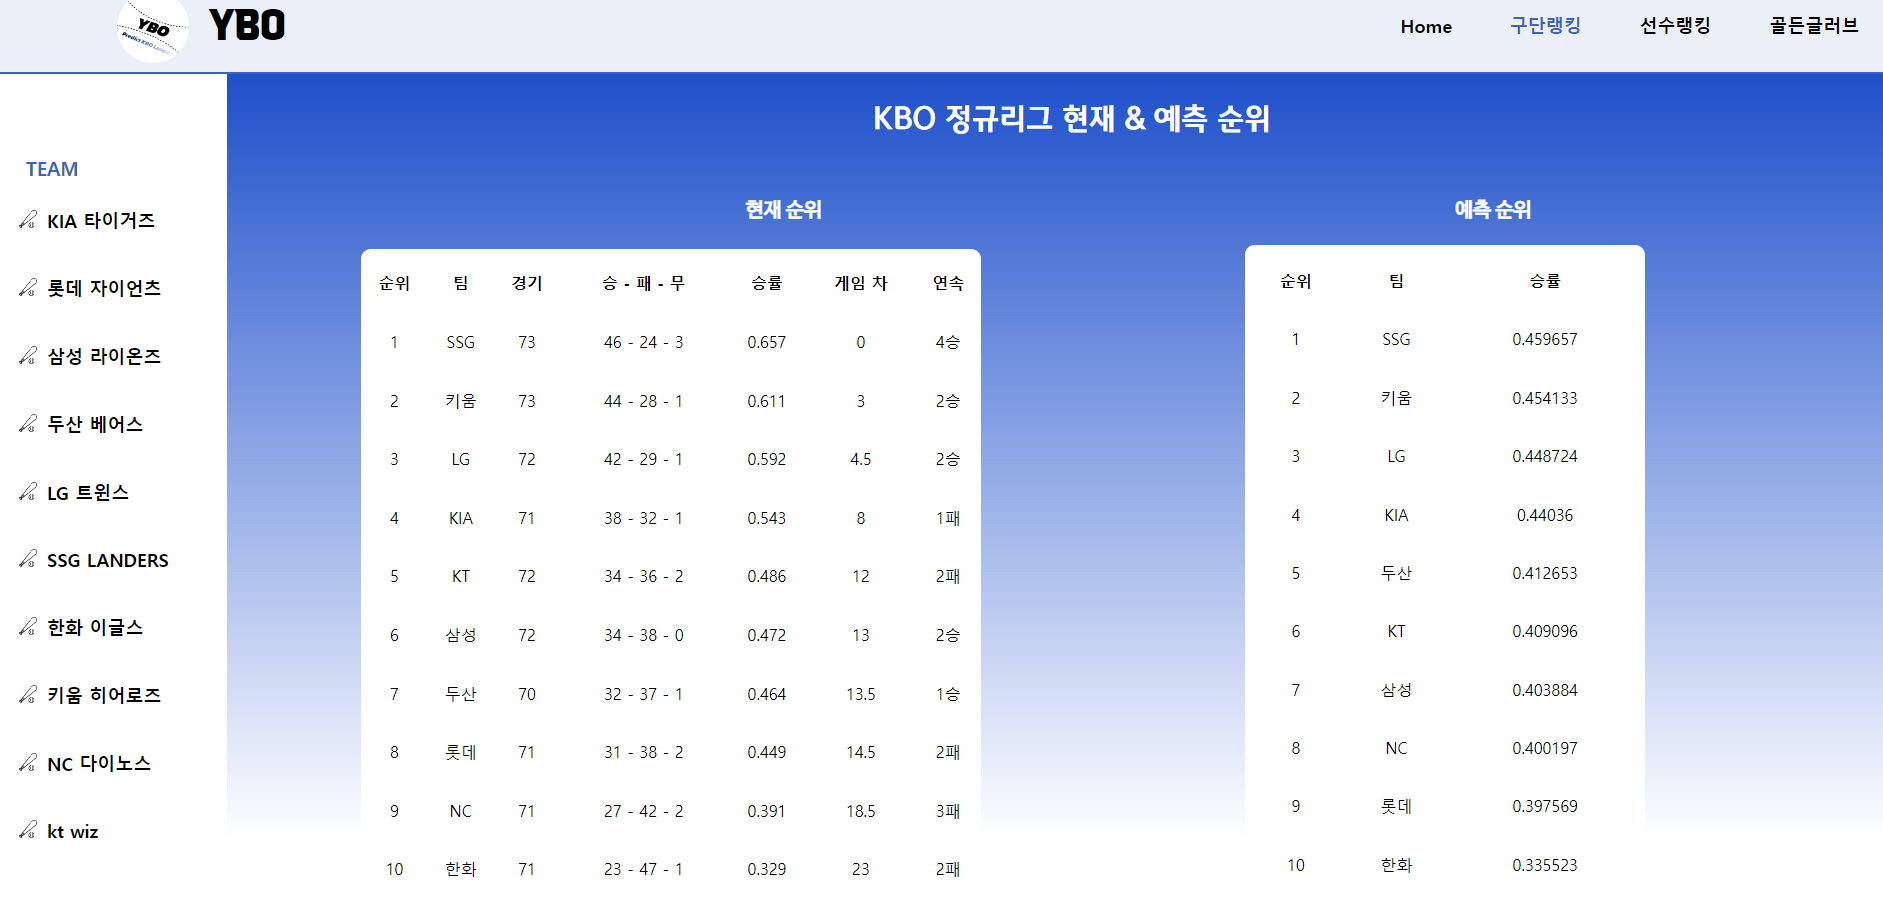 YBO
Predict KBO League
YBO
Home 구단랭킹 선수랭킹 골든글러브
TEAM
KIA 타이거즈
롯데 자이언츠
삼성 라이온즈
두산 베어스
LG 트윈스
SSG LANDERS
한화 이글스
키움 히어로즈
NC 다이노스
kt wiz
KBO 정규리그 현재 & 예측 순위
현재 순위
순위 팀 경기 승 - 패 - 무 승률 게임 차 연속
1 SSG 73 46 - 24 - 3 0.657 0 4승
2 키움 73 44 - 28 - 1 0.611 3 2승
3 LG 72 42 - 29 - 1 0.592 4.5 2승
4 KIA 71 38 - 32 - 1 0.543 8 1패
5 KT 72 34 - 36 - 2 0.486 12 2패
6 삼성 72 34 - 38 - 0 0.472 13 2승
7 두산 70 32 - 37 - 1 0.464 13.5 1승
8 롯데 71 31 - 38 - 2 0.449 14.5 2패
9 NC 71 27 - 42 - 2 0.391 18.5 3패
10 한화 71 23 - 47 - 1 0.329 23 2패
예측 순위
순위 팀 승률
1 SSG 0.459657
2 키움 0.454133
3 LG 0.448724
4 KIA 0.44036
5 두산 0.412653
6 KT 0.409096
7 삼성 0.403884
8 NC 0.400197
9 롯데 0.397569
10 한화 0.335523